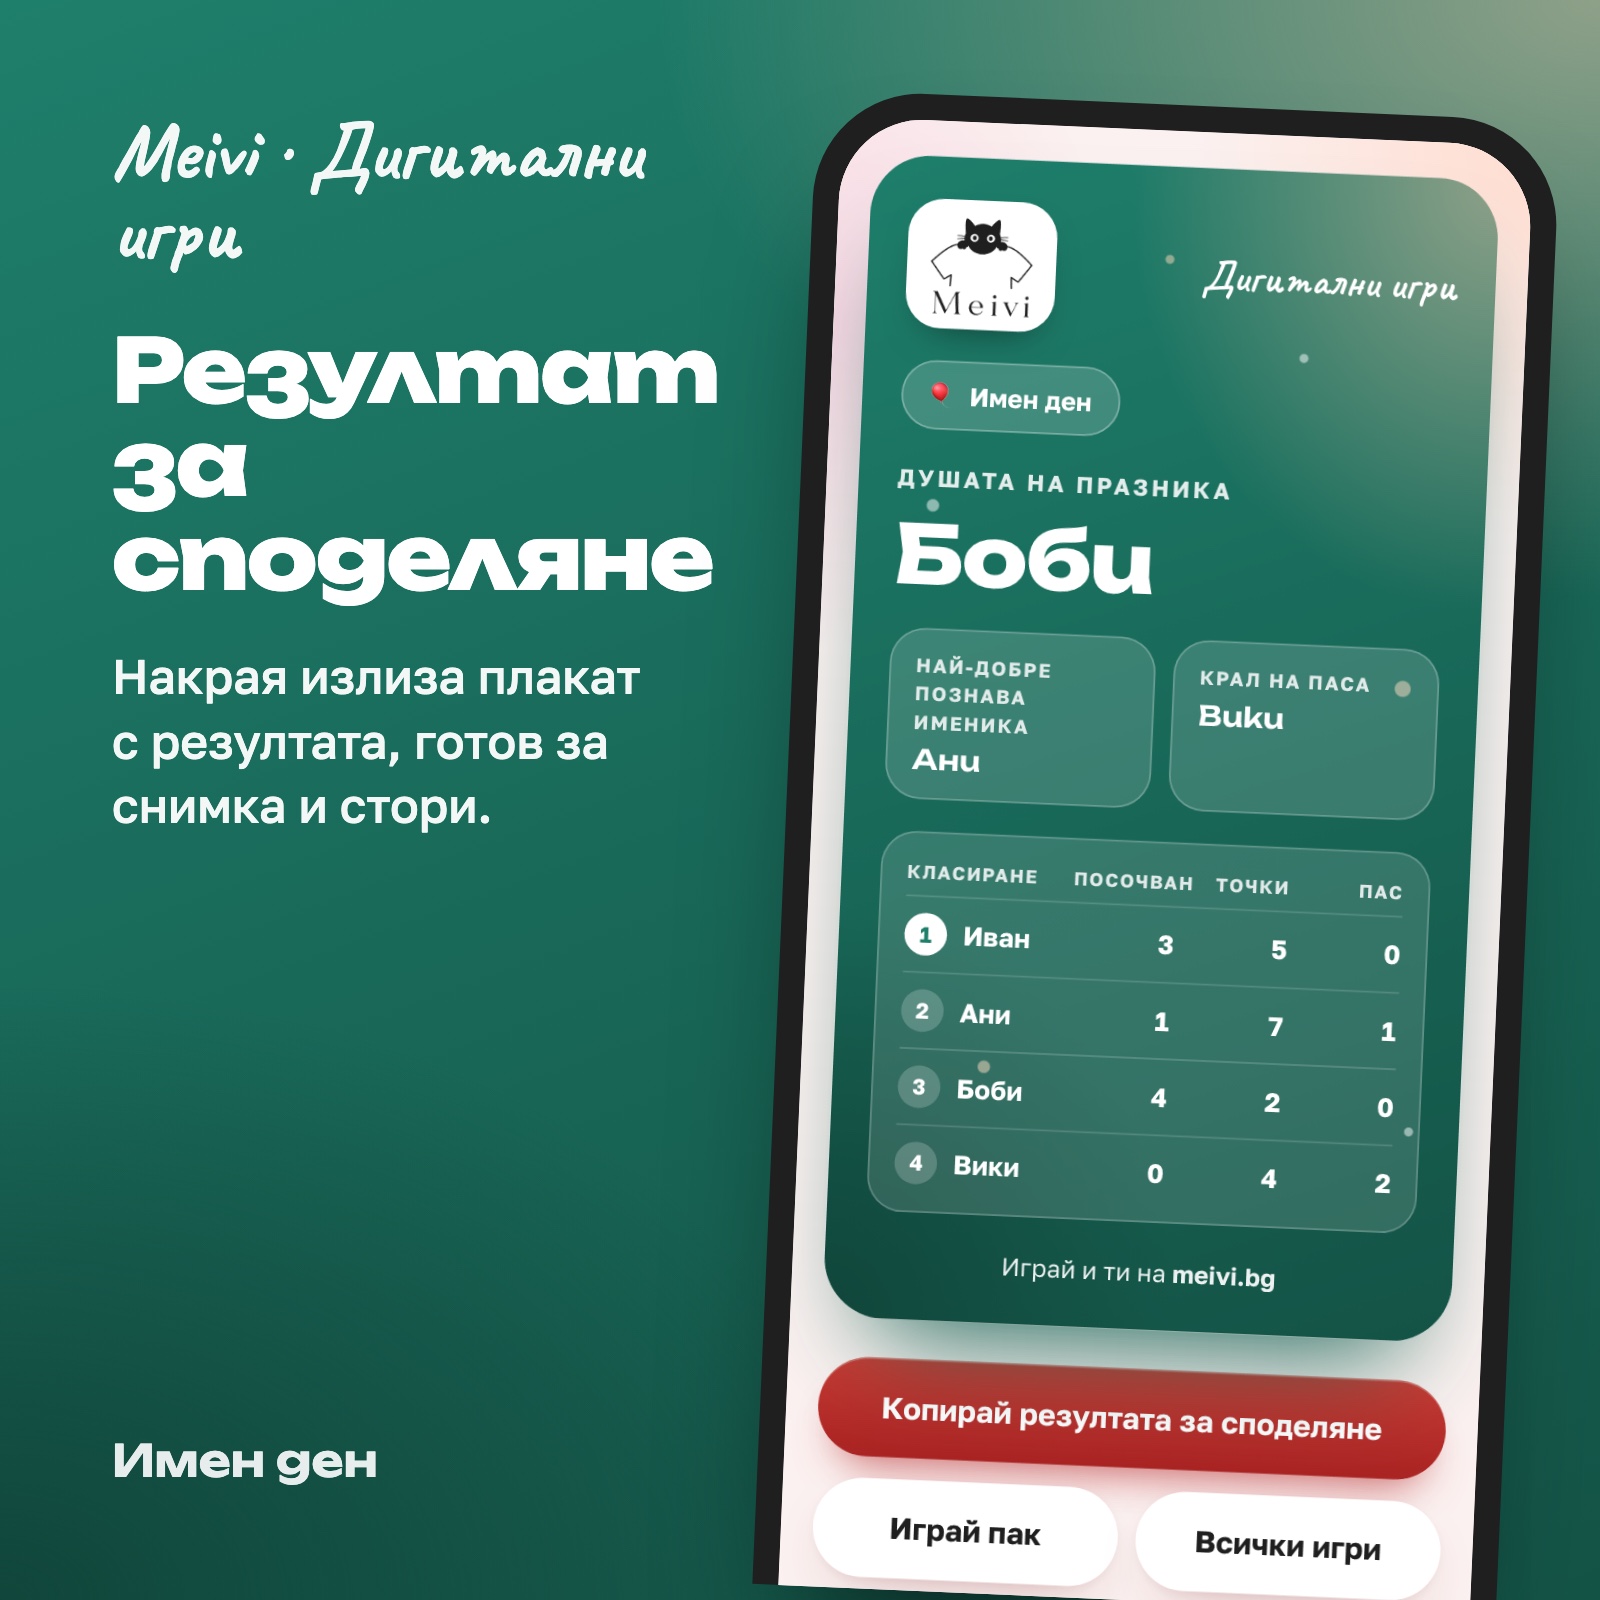 Meivi · Дигитални
игри
Резултат
за
споделяне
Накрая излиза плакат
с резултата, готов за
снимка и стори.
Имен ден
Meivi
Дигитални игри
Имен ден
ДУШАТА НА ПРАЗНИКА
Боби
НАЙ-ДОБРЕ
ПОЗНАВА
ИМЕНИКА
Ани
КРАЛ НА ПАСА
Вики
КЛАСИРАНЕ ПОСОЧВАН ТОЧКИ ПАС
1 Иван 3 5 0
2 Ани 1 7 1
3 Боби 4 2 0
4 Вики 0 4 2
Играй и ти на meivi.bg
Копирай резултата за споделяне
Играй пак
Всички игри